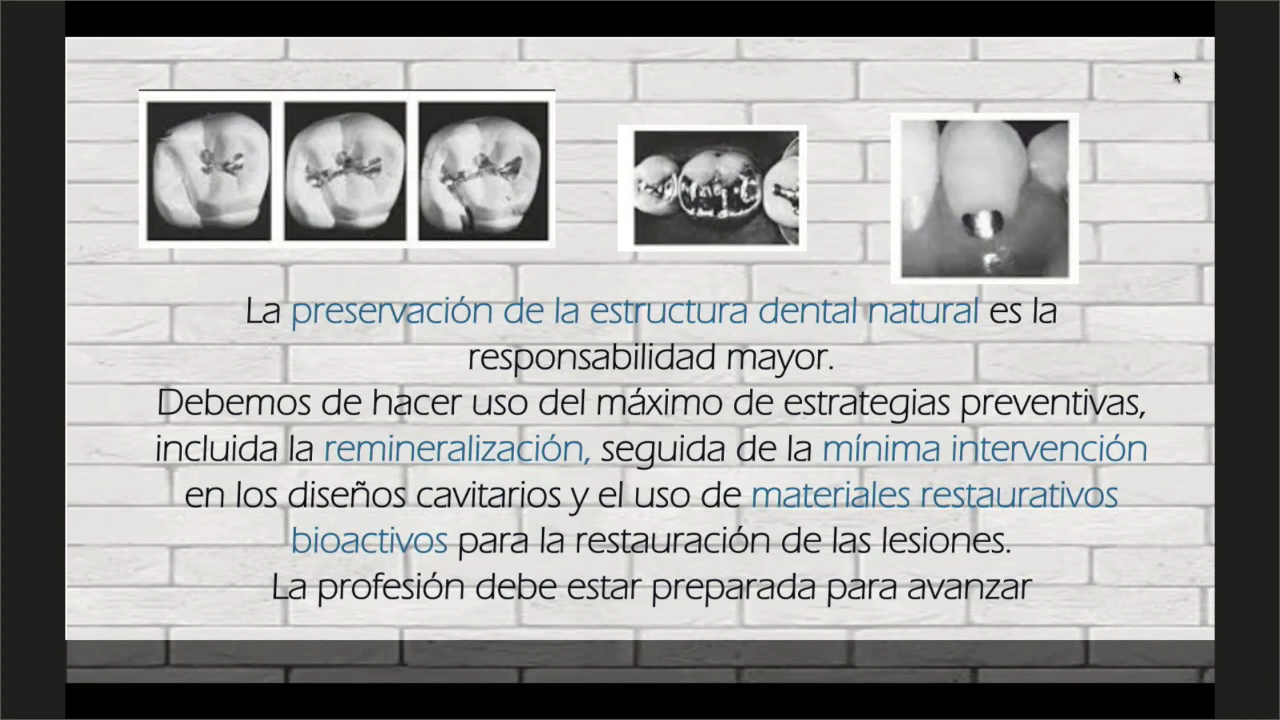 La preservación de la estructura dental natural es la
responsabilidad mayor.
Debemos de hacer uso del máximo de estrategias preventivas,
incluida la remineralización, seguida de la mínima intervención
en los diseños cavitarios y el uso de materiales restaurativos
bioactivos para la restauración de las lesiones.
La profesión debe estar preparada para avanzar